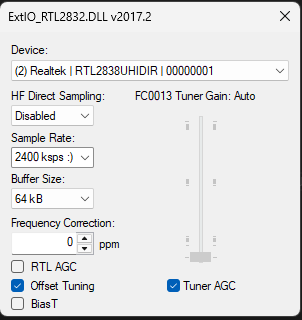 ExtIO_RTL2832.DLL v2017.2
Device:
(2) Realtek | RTL2838UHIDIR | 00000001
HF Direct Sampling: FC0013 Tuner Gain: Auto
Disabled
Sample Rate:
2400 ksps :)
Buffer Size:
64 kB
Frequency Correction:
0 ppm
RTL AGC
Offset Tuning Tuner AGC
BiasT